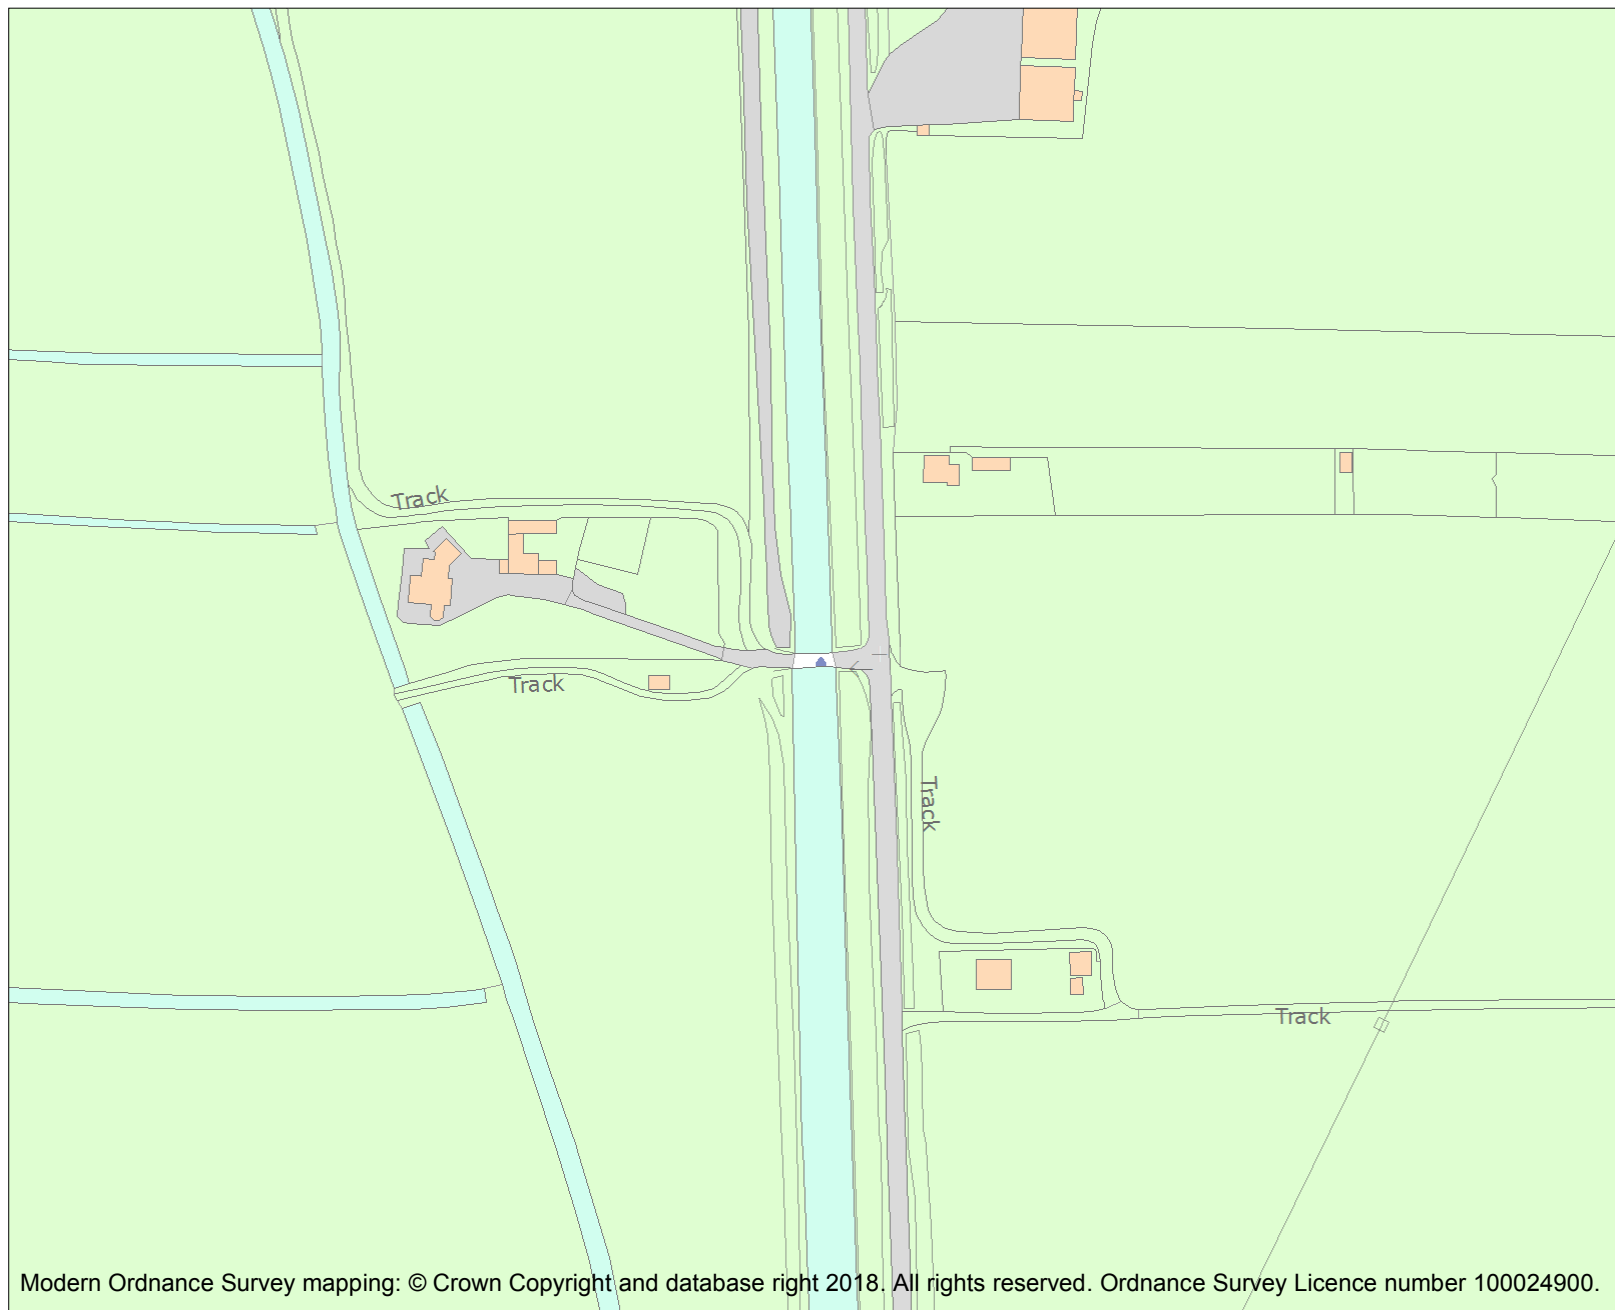 Track
Track
Track
Track
Modern Ordnance Survey mapping: © Crown Copyright and database right 2018. All rights reserved. Ordnance Survey Licence number 100024900.